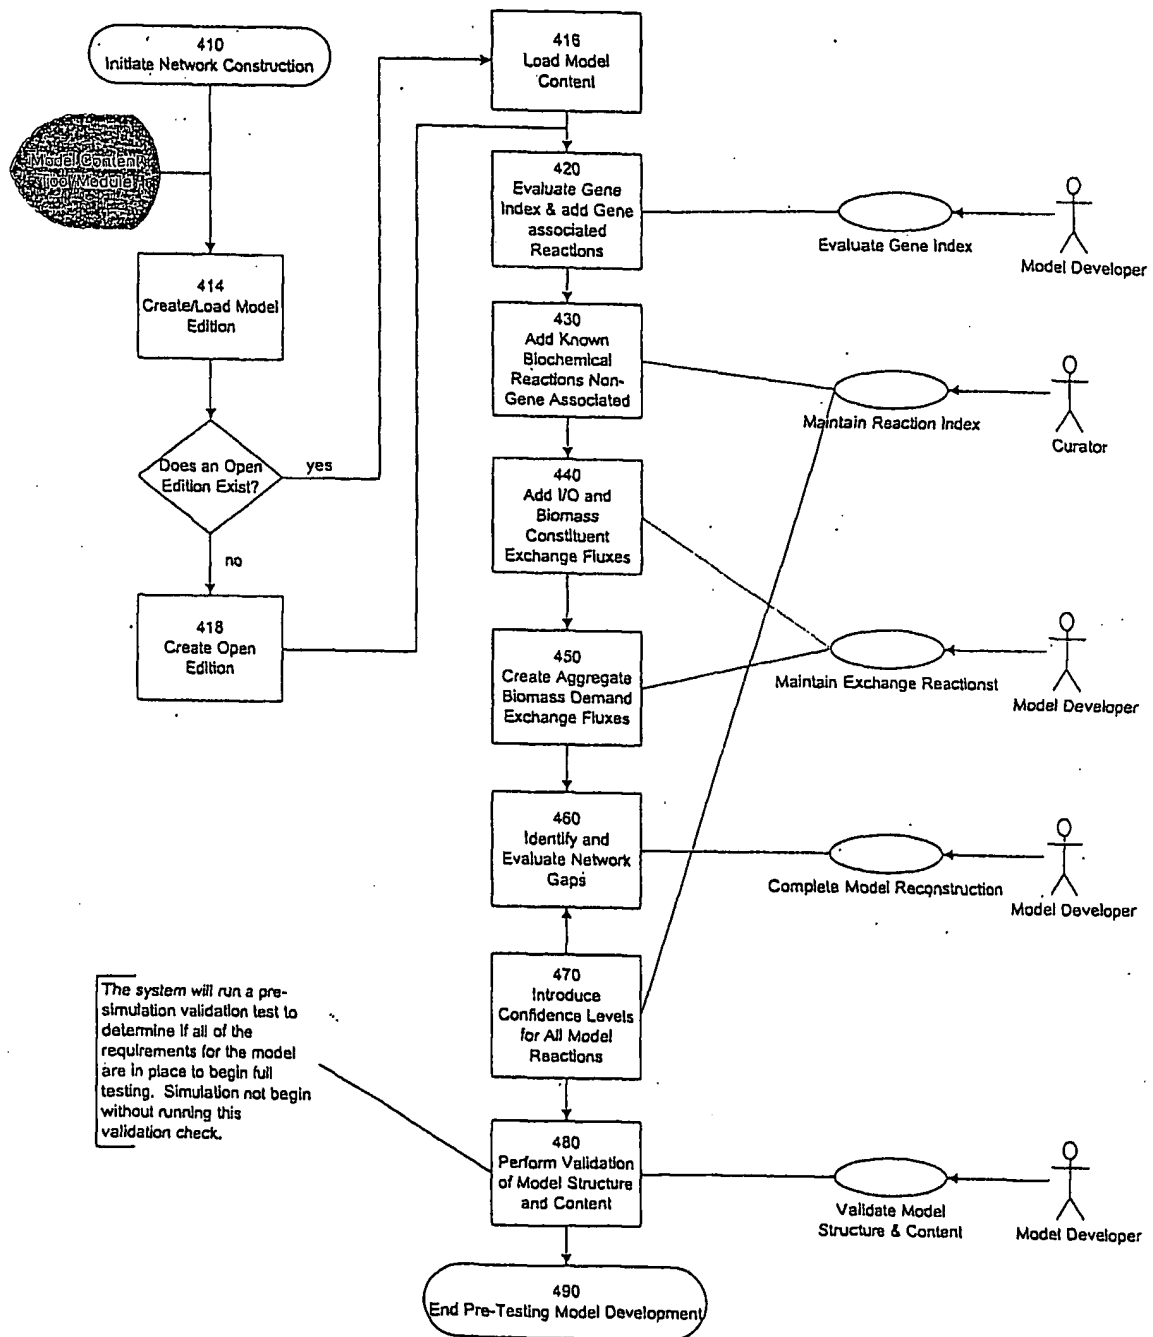 410
Initiate Network Construction
Model Content
Tool Module
414
Create/Load Model
Edition
Does an Open
Edition Exist?
yes
no
418
Create Open
Edition
416
Load Model
Content
420
Evaluate Gene
Index & add Gene
associated
Reactions
Evaluate Gene Index
Model Developer
430
Add Known
Biochemical
Reactions Non-
Gene Associated
Maintain Reaction Index
Curator
440
Add I/O and
Biomass
Constituent
Exchange Fluxes
450
Create Aggregate
Biomass Demand
Exchange Fluxes
Maintain Exchange Reactionst
Model Developer
460
Identify and
Evaluate Network
Gaps
Complete Model Reconstruction
Model Developer
470
Introduce
Confidence Levels
for All Model
Reactions
The system will run a pre-
simulation validation test to
determine if all of the
requirements for the model
are in place to begin full
testing. Simulation not begin
without running this
validation check.
480
Perform Validation
of Model Structure
and Content
Validate Model
Structure & Content
Model Developer
490
End Pre-Testing Model Development